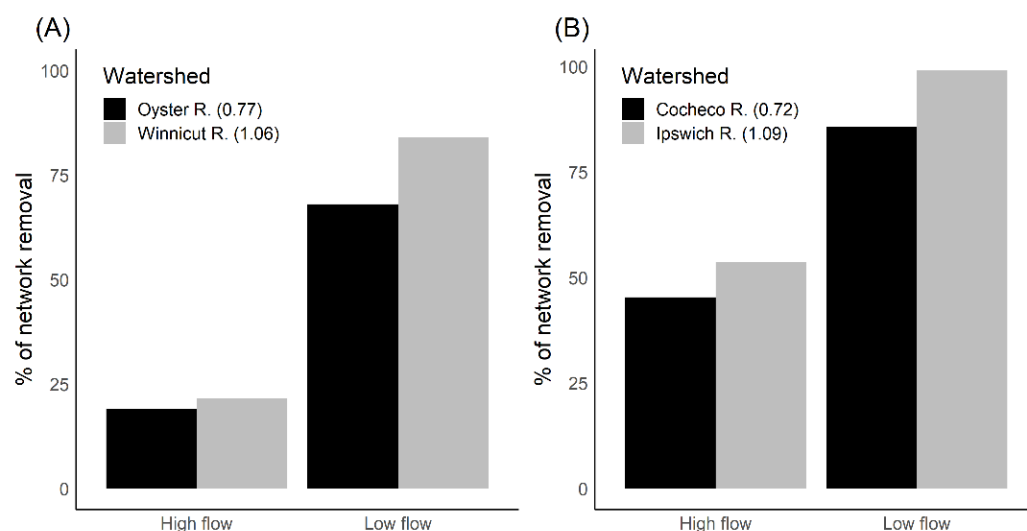 (A)
Watershed
Oyster R. (0.77)
Winnicut R. (1.06)
% of network removal
100
75
50
25
0
High flow
Low flow
(B)
Watershed
Cocheco R. (0.72)
Ipswich R. (1.09)
% of network removal
100
75
50
25
0
High flow
Low flow